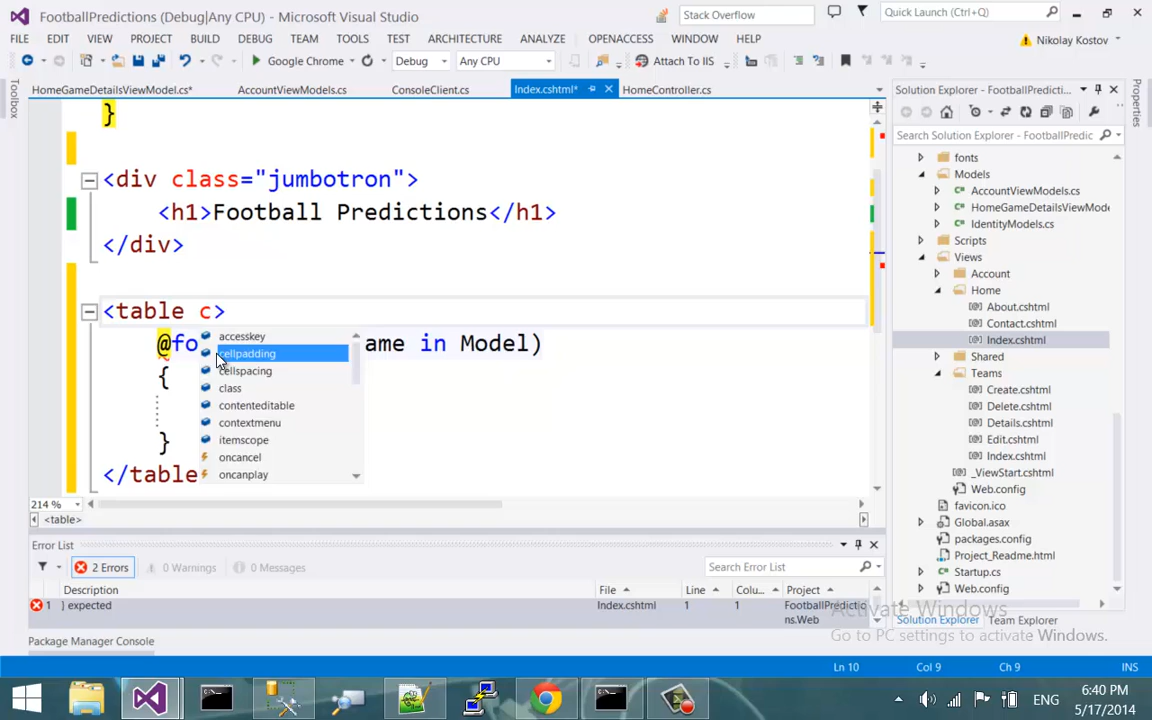 FootballPredictions (Debug|Any CPU) - Microsoft Visual Studio
Stack Overflow
Quick Launch (Ctrl+Q)
FILE EDIT VIEW PROJECT BUILD DEBUG TEAM TOOLS TEST ARCHITECTURE ANALYZE OPENACCESS WINDOW HELP
Nikolay Kostov
Google Chrome Debug Any CPU Attach To IIS
Toolbox
HomeGameDetailsViewModel.cs* AccountViewModels.cs ConsoleClient.cs Index.cshtml* HomeController.cs
}
<div class="jumbotron">
<h1>Football Predictions</h1>
</div>
<table c>
@fo ame in Model)
{
}
</table
accesskey
cellpadding
cellspacing
class
contenteditable
contextmenu
itemscope
oncancel
oncanplay
214 %
<table>
Error List
2 Errors 0 Warnings 0 Messages
Search Error List
Description File Line Colu... Project
1 } expected Index.cshtml 1 1 FootballPredictio
ns.Web
Package Manager Console
Solution Explorer - FootballPredicti...
Search Solution Explorer - FootballPredic
fonts
Models
AccountViewModels.cs
HomeGameDetailsViewMode
IdentityModels.cs
Scripts
Views
Account
Home
About.cshtml
Contact.cshtml
Index.cshtml
Shared
Teams
Create.cshtml
Delete.cshtml
Details.cshtml
Edit.cshtml
Index.cshtml
_ViewStart.cshtml
Web.config
favicon.ico
Global.asax
packages.config
Project_Readme.html
Startup.cs
Web.config
Solution Explorer Team Explorer
Properties
Activate Windows
Go to PC settings to activate Windows.
Ln 10 Col 9 Ch 9 INS
ENG
6:40 PM
5/17/2014